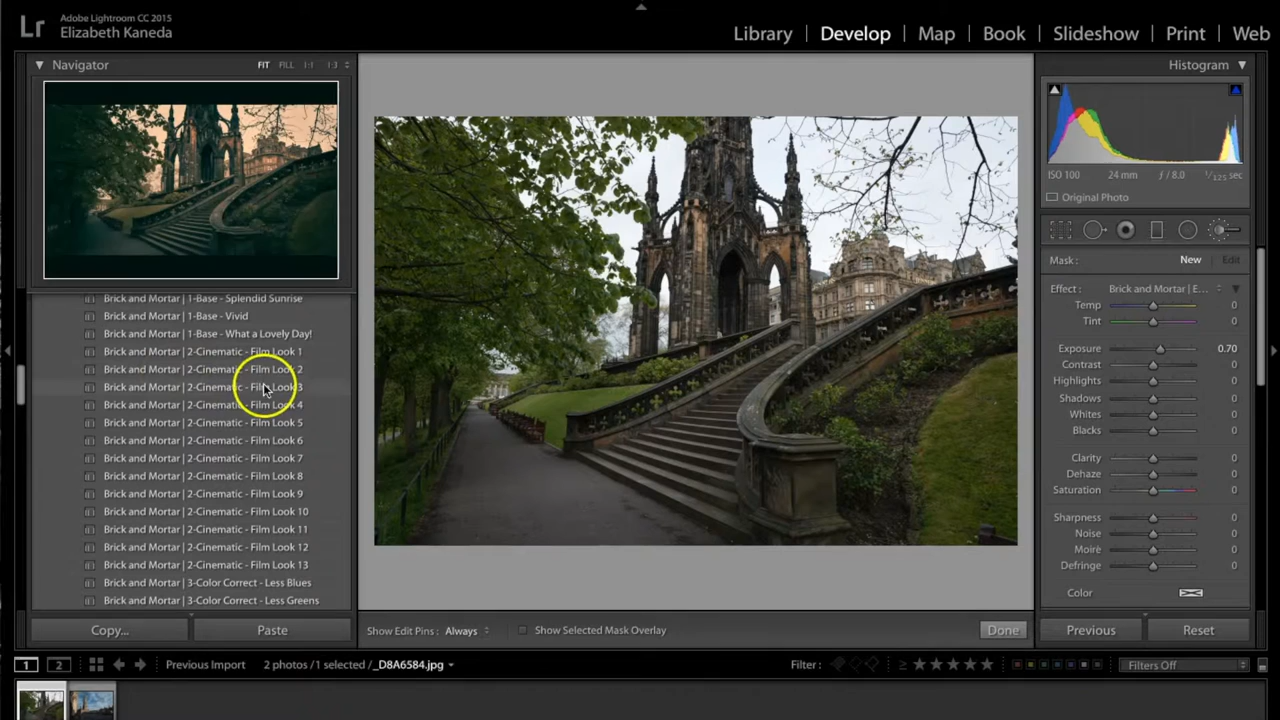 Lr
Adobe Lightroom CC 2015
Elizabeth Kaneda
Library | Develop | Map | Book | Slideshow | Print | Web
Navigator FIT FILL 1:1 1:3
Brick and Mortar | 1-Base - Splendid Sunrise
Brick and Mortar | 1-Base - Vivid
Brick and Mortar | 1-Base - What a Lovely Day!
Brick and Mortar | 2-Cinematic - Film Look 1
Brick and Mortar | 2-Cinematic - Film Look 2
Brick and Mortar | 2-Cinematic - Film Look 3
Brick and Mortar | 2-Cinematic - Film Look 4
Brick and Mortar | 2-Cinematic - Film Look 5
Brick and Mortar | 2-Cinematic - Film Look 6
Brick and Mortar | 2-Cinematic - Film Look 7
Brick and Mortar | 2-Cinematic - Film Look 8
Brick and Mortar | 2-Cinematic - Film Look 9
Brick and Mortar | 2-Cinematic - Film Look 10
Brick and Mortar | 2-Cinematic - Film Look 11
Brick and Mortar | 2-Cinematic - Film Look 12
Brick and Mortar | 2-Cinematic - Film Look 13
Brick and Mortar | 3-Color Correct - Less Blues
Brick and Mortar | 3-Color Correct - Less Greens
Copy... Paste
Histogram
ISO 100 24 mm ƒ / 8.0 1/125 sec
Original Photo
Mask : New Edit
Effect : Brick and Mortar | E...
Temp 0
Tint 0
Exposure 0.70
Contrast 0
Highlights 0
Shadows 0
Whites 0
Blacks 0
Clarity 0
Dehaze 0
Saturation 0
Sharpness 0
Noise 0
Moiré 0
Defringe 0
Color
Show Edit Pins : Always Show Selected Mask Overlay Done
Previous Reset
1 2 Previous Import 2 photos / 1 selected / _D8A6584.jpg Filter : Filters Off